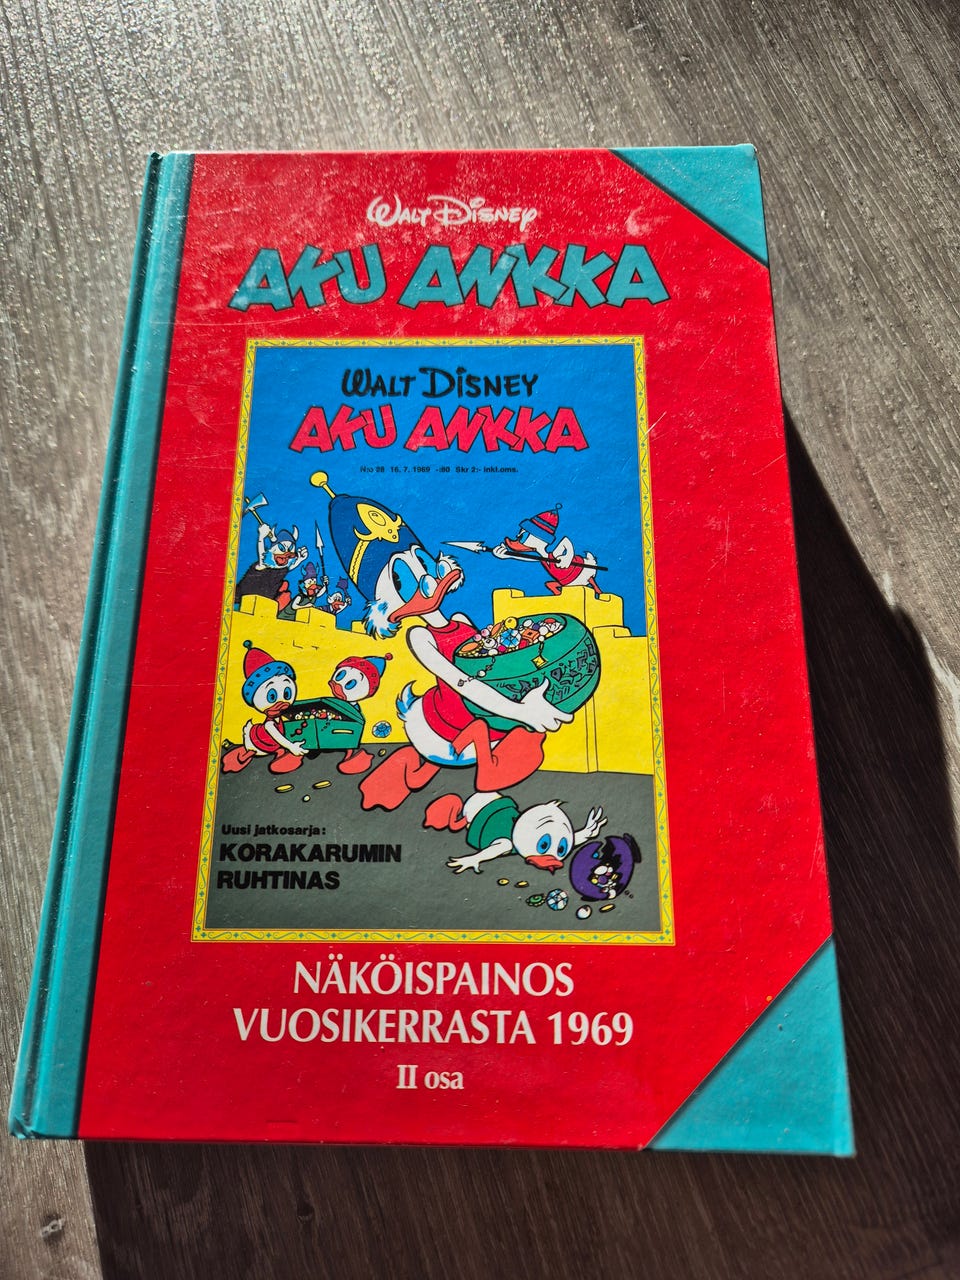 WALT DISNEY
AKU ANKKA
WALT DISNEY
AKU ANKKA
N:o 28 16.7.1969 -:80 Skr 2:- inkl.oms.
Uusi jatkosarja:
KORAKARUMIN
RUHTINAS
NÄKÖISPAINOS
VUOSIKERRASTA 1969
II osa